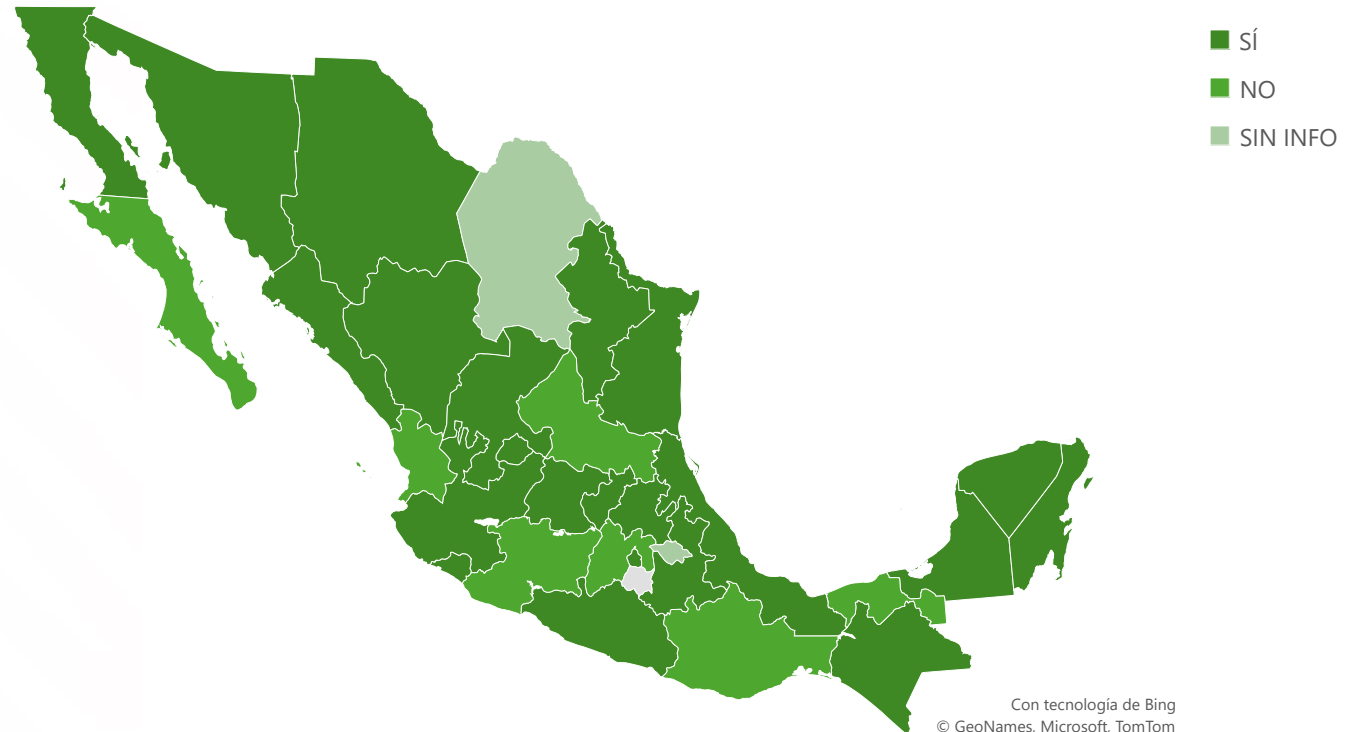 SÍ
NO
SIN INFO
Con tecnología de Bing
© GeoNames, Microsoft, TomTom